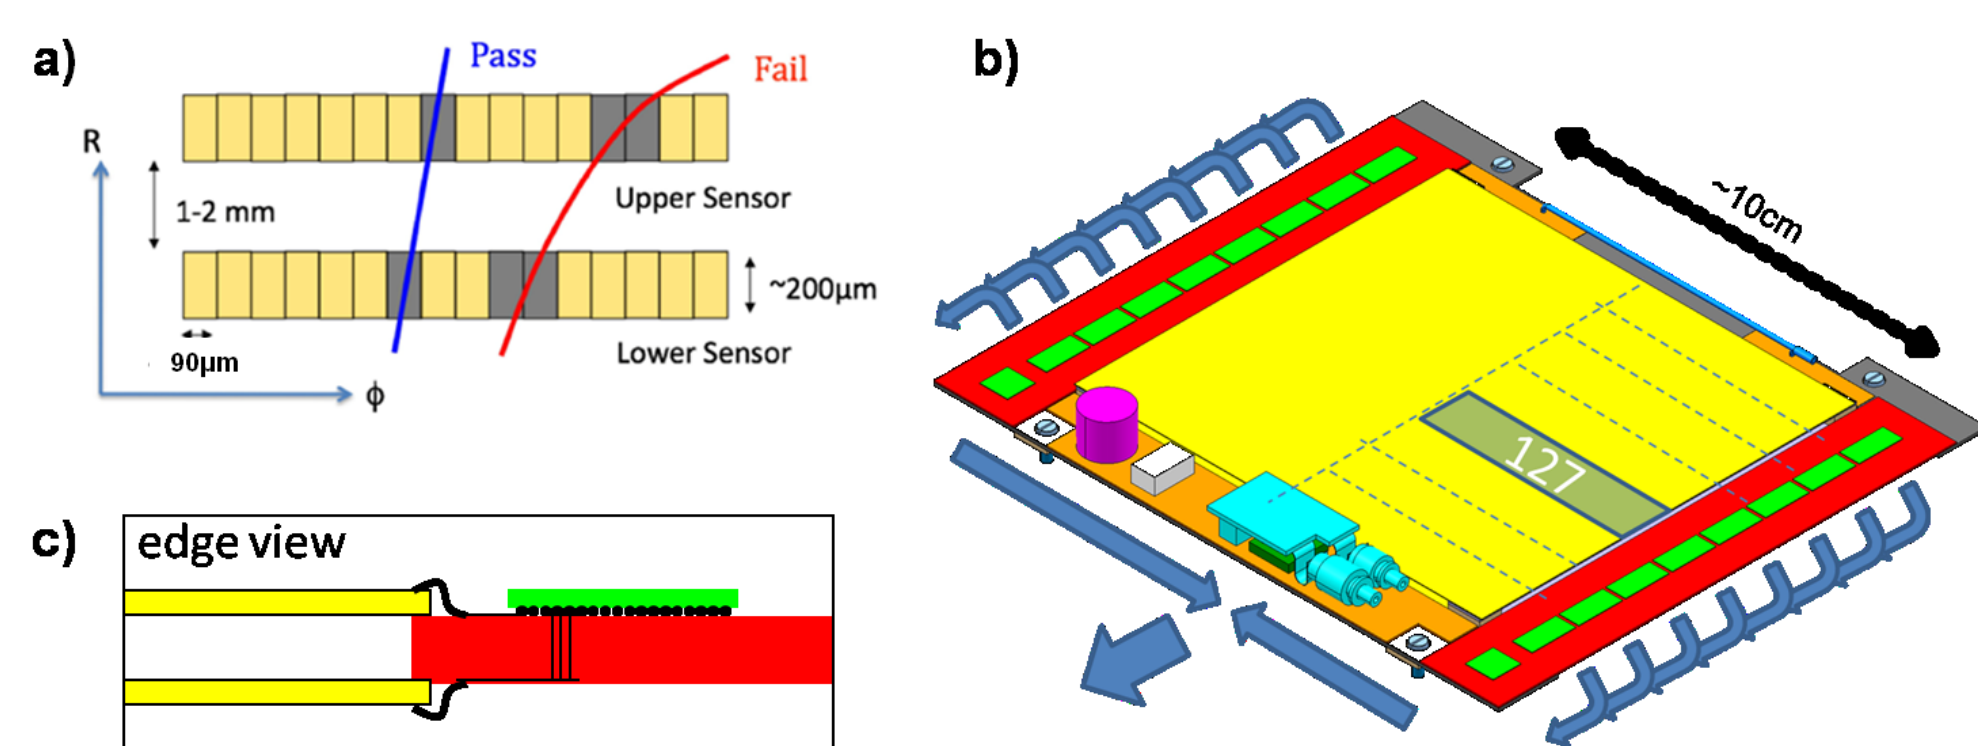 a)
Pass
Fail
R
Upper Sensor
1-2 mm
~200µm
Lower Sensor
90µm
ϕ
b)
~10cm
127
c)
edge view